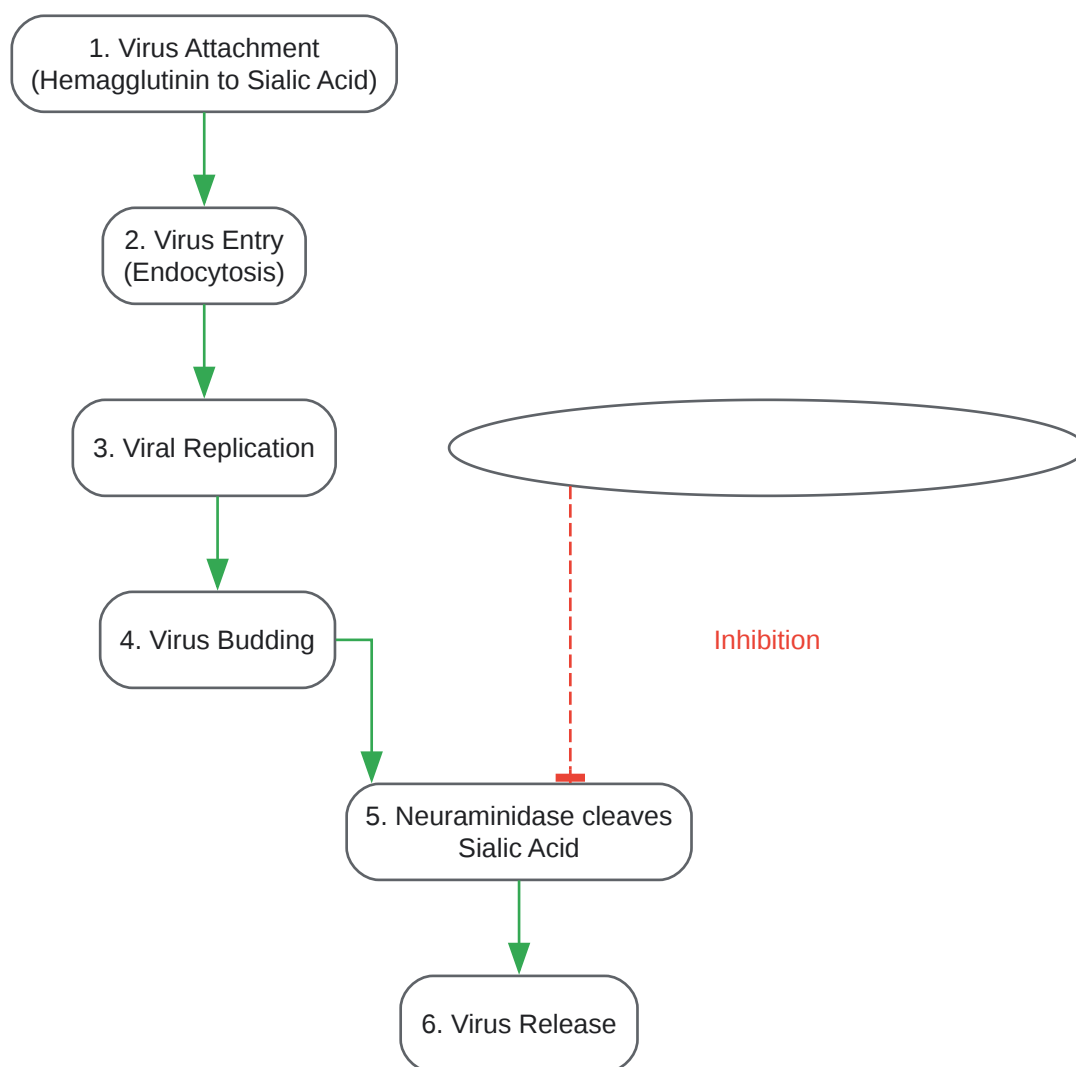 1. Virus Attachment
(Hemagglutinin to Sialic Acid)
2. Virus Entry
(Endocytosis)
3. Viral Replication
4. Virus Budding
Inhibition
5. Neuraminidase cleaves
Sialic Acid
6. Virus Release